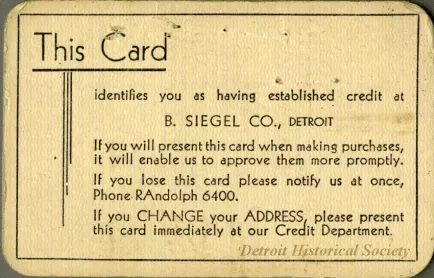 This Card
identifies you as having established credit at
B. SIEGEL CO., DETROIT
If you will present this card when making purchases,
it will enable us to approve them more promptly.
If you lose this card please notify us at once,
Phone RAndolph 6400.
If you CHANGE your ADDRESS, please present
this card immediately at our Credit Department.
Detroit Historical Society